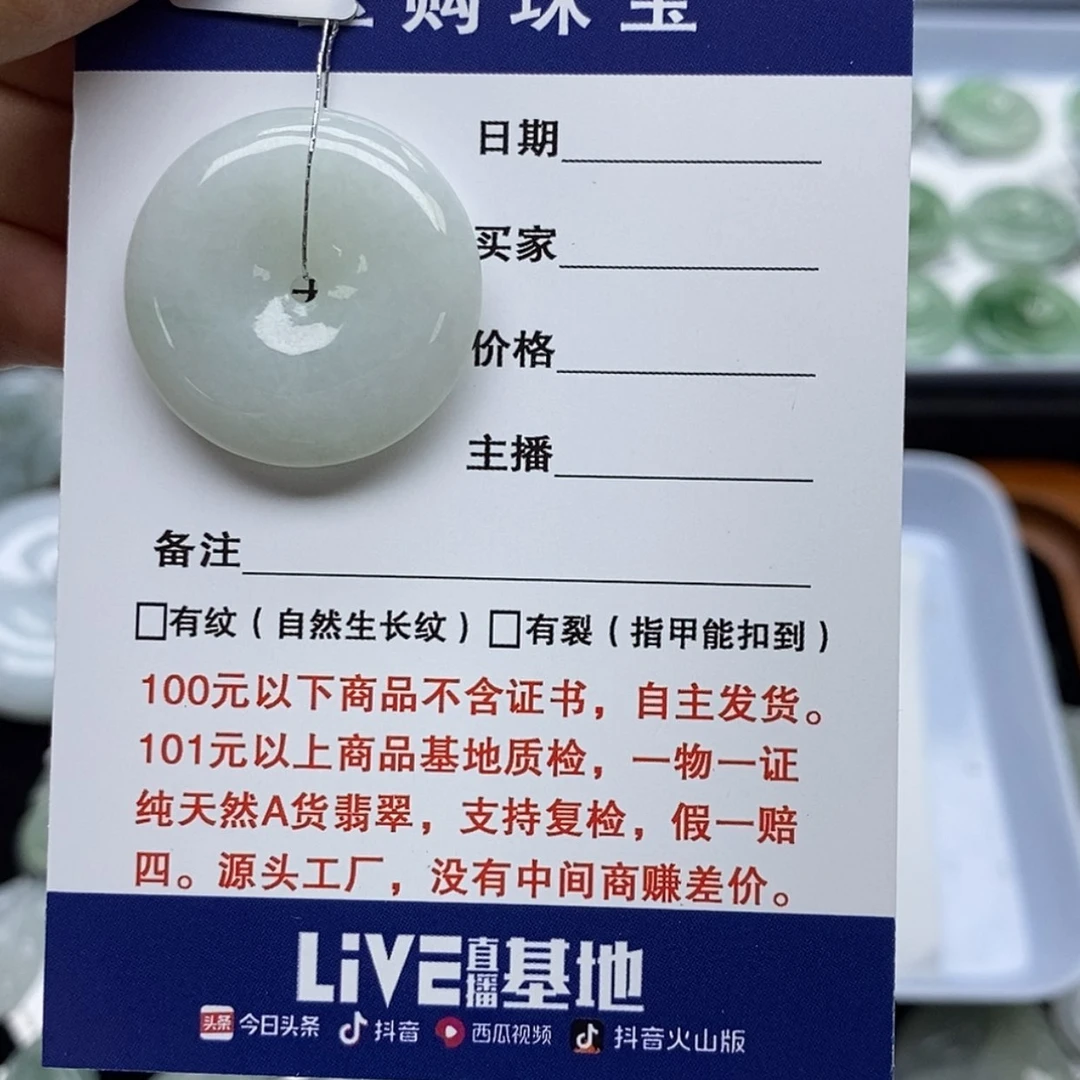 购珠宝
日期
买家
价格
主播
备注
□有纹（自然生长纹）□有裂（指甲能扣到）
100元以下商品不含证书，自主发货。
101元以上商品基地质检，一物一证
纯天然A货翡翠，支持复检，假一赔
四。源头工厂，没有中间商赚差价。
LiVE直播基地
头条 今日头条 抖音 西瓜视频 抖音火山版